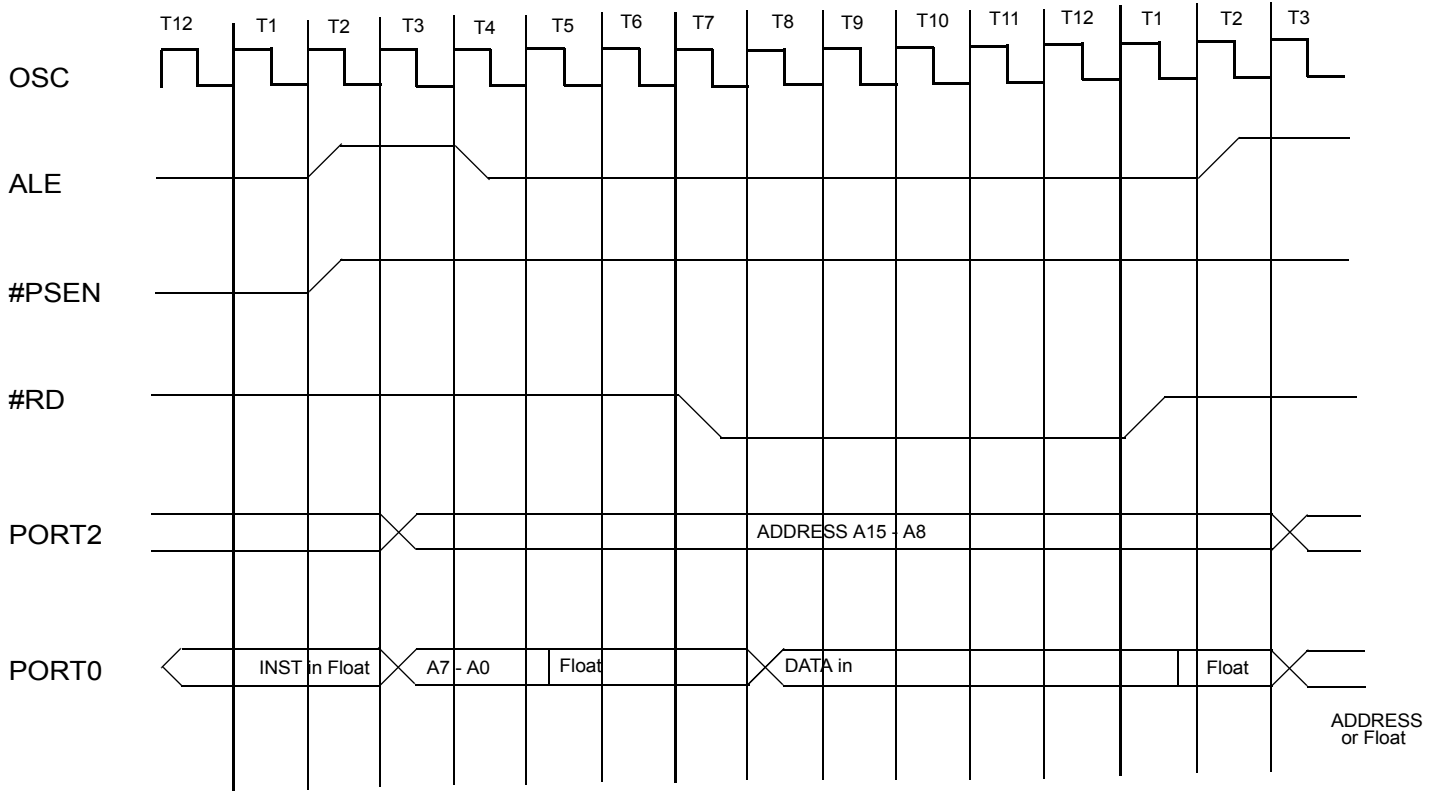 T12 T1 T2 T3 T4 T5 T6 T7 T8 T9 T10 T11 T12 T1 T2 T3
OSC
ALE
#PSEN
#RD
PORT2 ADDRESS A15 - A8
PORT0 INST in Float A7 - A0 Float DATA in Float
ADDRESS
or Float